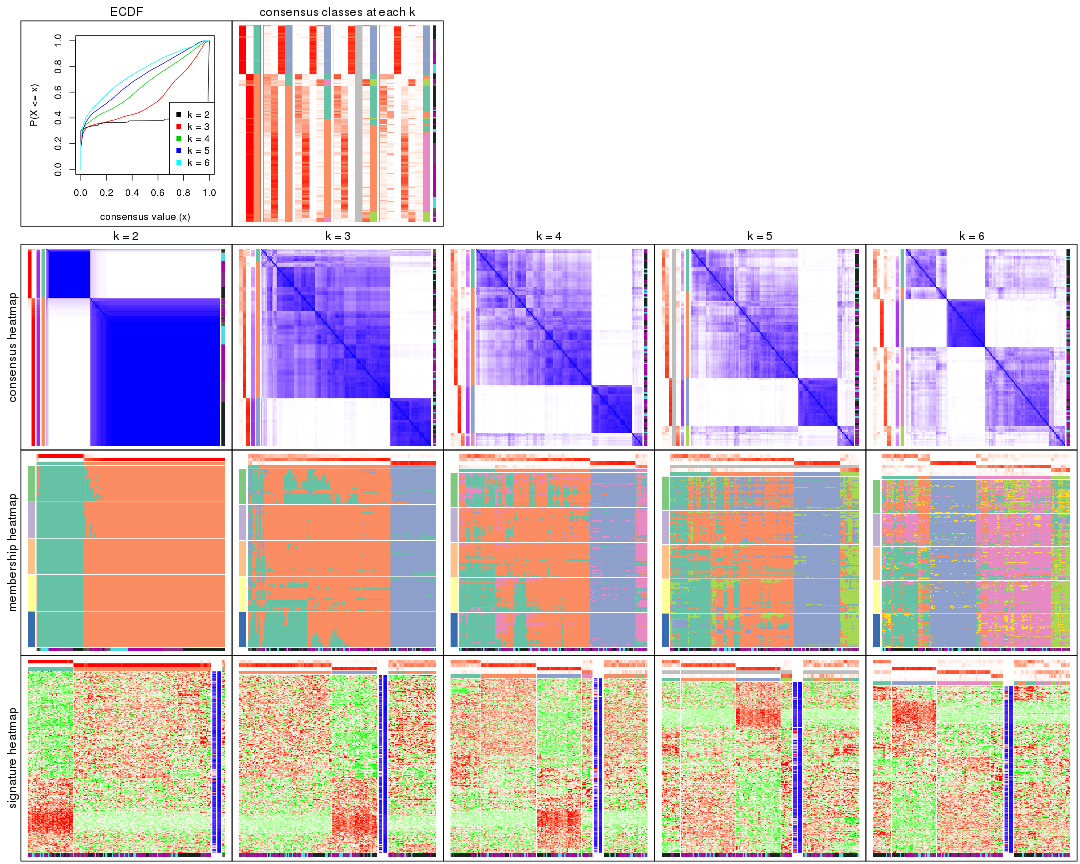 ECDF
consensus classes at each k
P(X <= x)
0.0 0.2 0.4 0.6 0.8 1.0
k = 2
k = 3
k = 4
k = 5
k = 6
0.0 0.2 0.4 0.6 0.8 1.0
consensus value (x)
k = 2 k = 3 k = 4 k = 5 k = 6
consensus heatmap
membership heatmap
signature heatmap